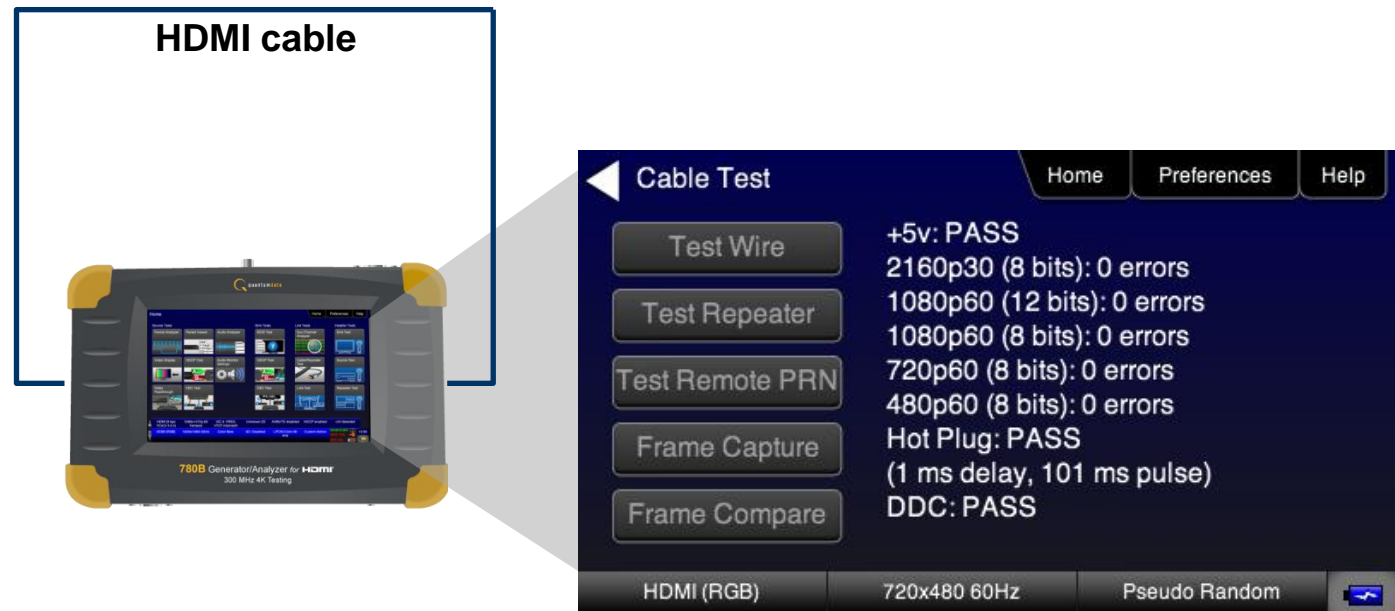 HDMI cable
quantumdata
780B Generator/Analyzer for HDMI
300 MHz 4K Testing
Cable Test
Home
Preferences
Help
Test Wire
Test Repeater
Test Remote PRN
Frame Capture
Frame Compare
+5v: PASS
2160p30 (8 bits): 0 errors
1080p60 (12 bits): 0 errors
1080p60 (8 bits): 0 errors
720p60 (8 bits): 0 errors
480p60 (8 bits): 0 errors
Hot Plug: PASS
(1 ms delay, 101 ms pulse)
DDC: PASS
HDMI (RGB)
720x480 60Hz
Pseudo Random